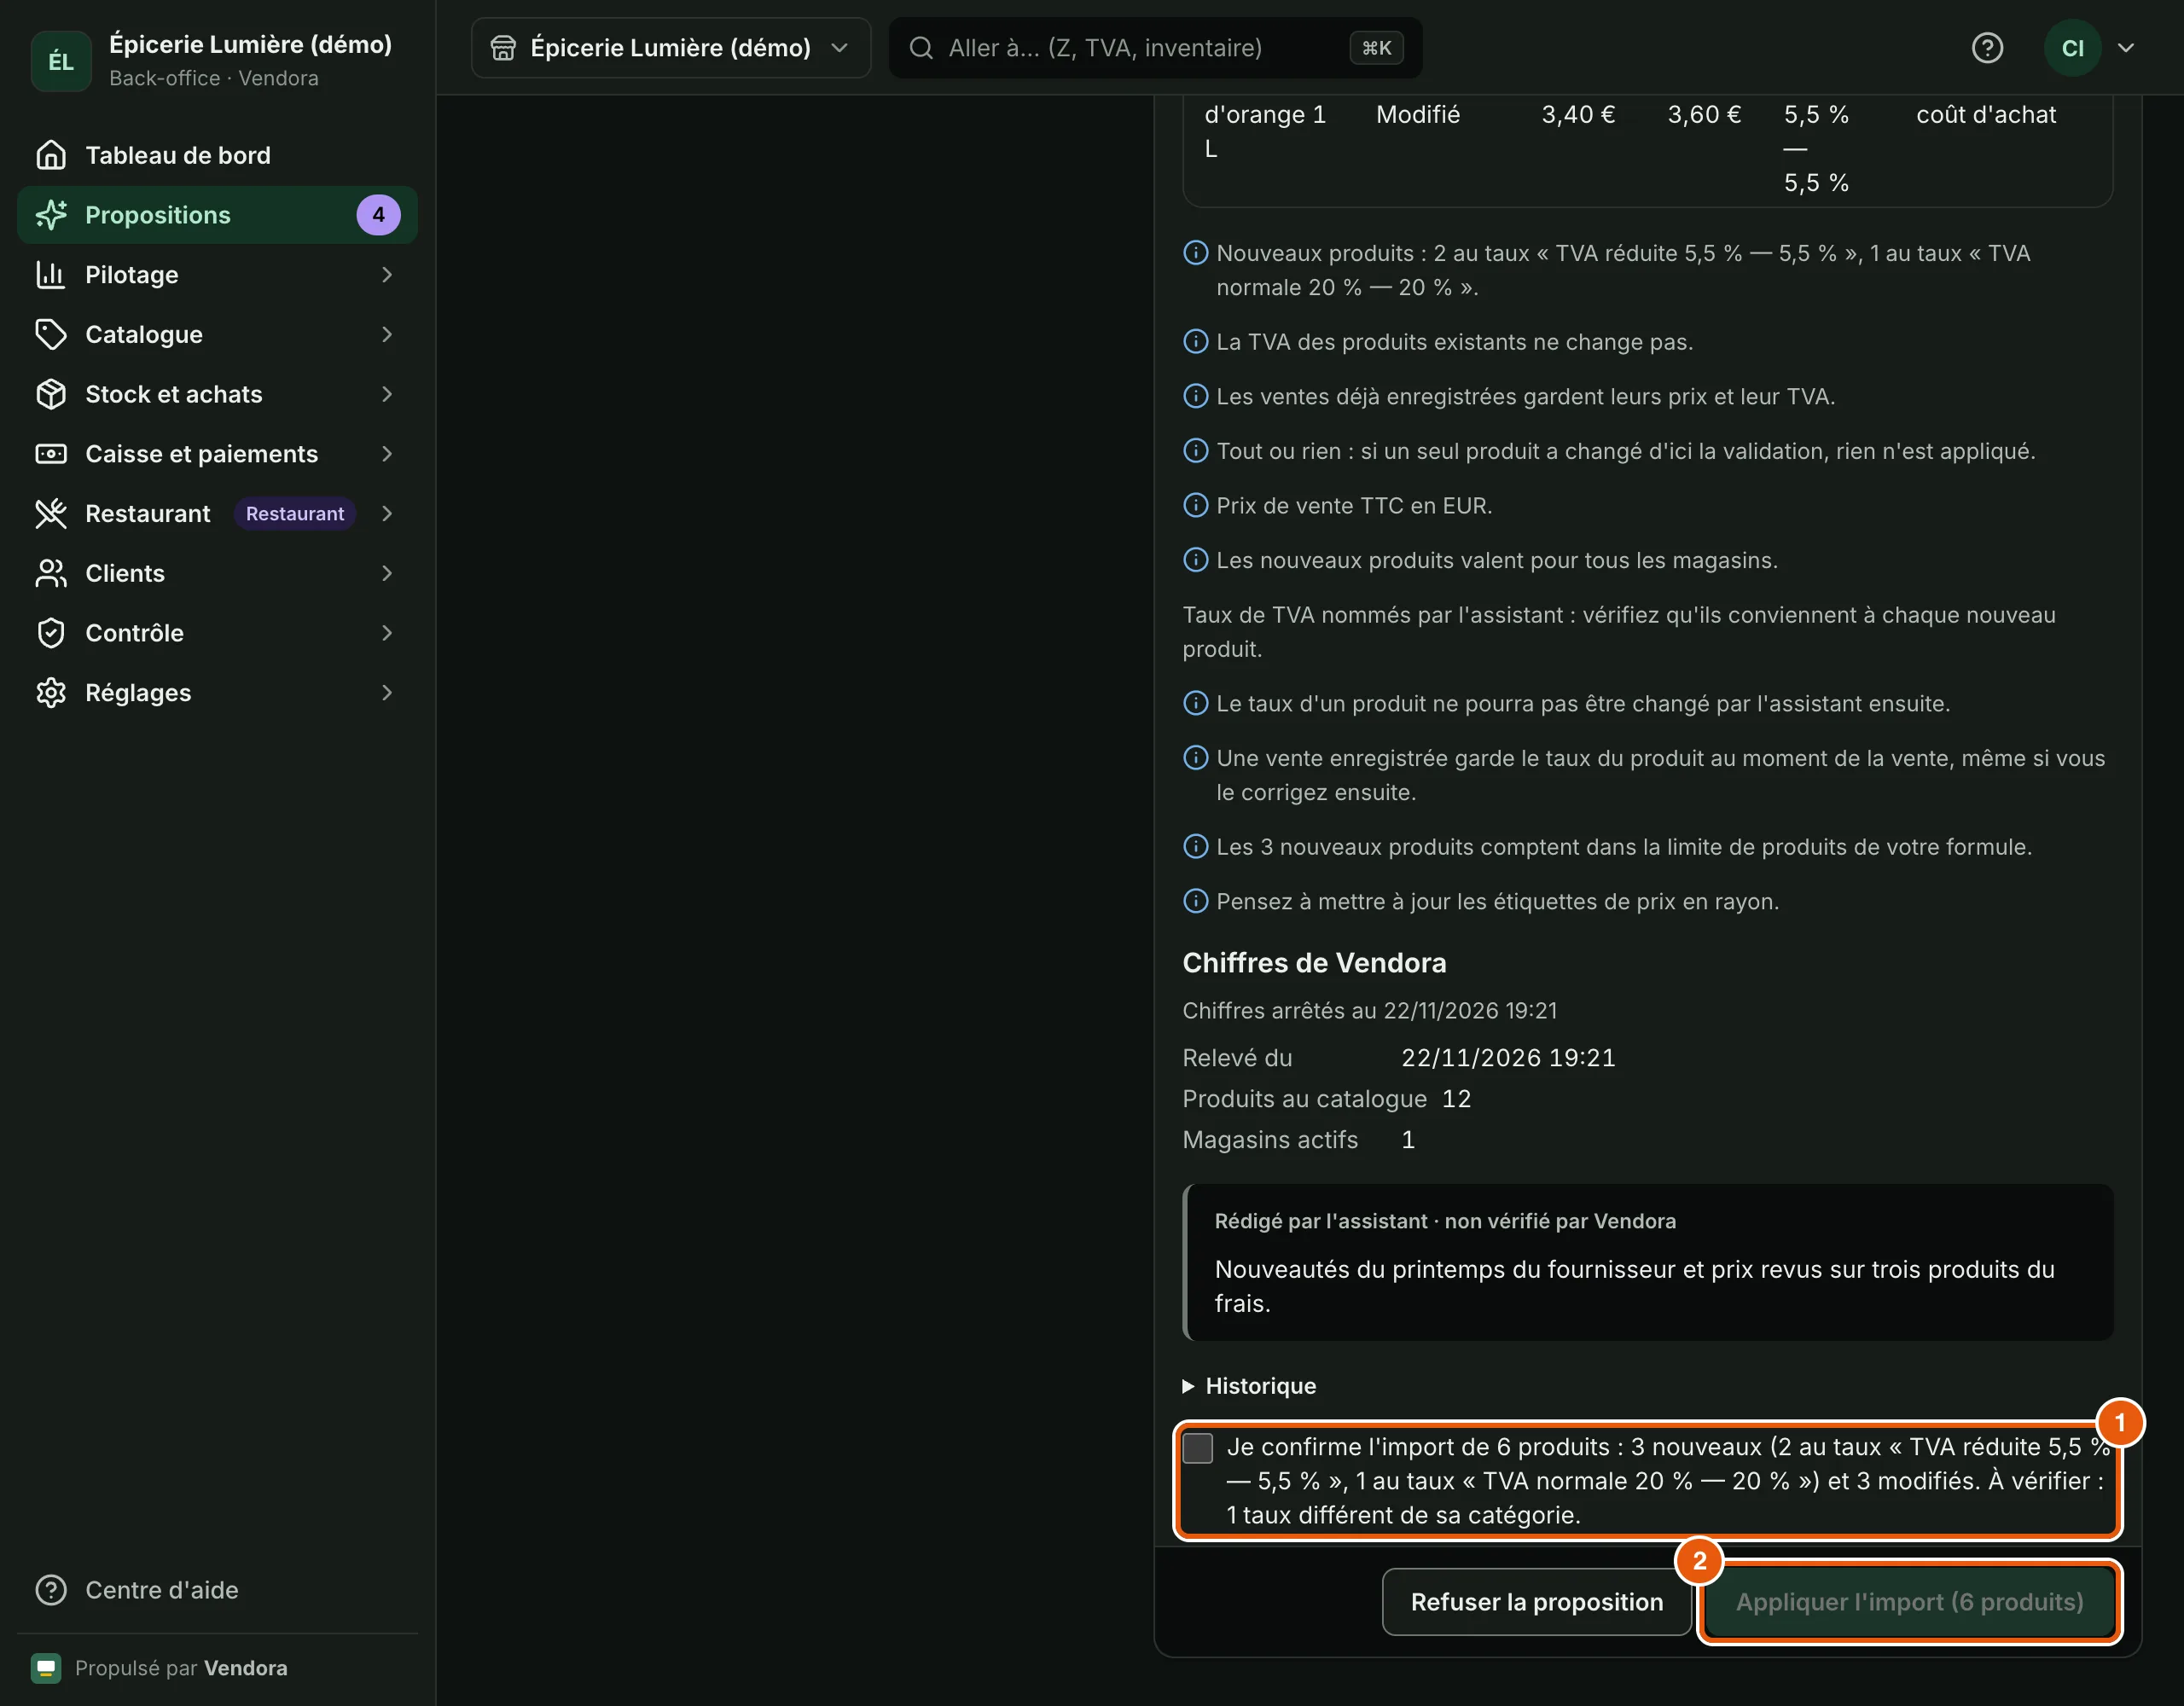 ÉL
Épicerie Lumière (démo)
Back-office · Vendora
Tableau de bord
Propositions 4
Pilotage
Catalogue
Stock et achats
Caisse et paiements
Restaurant Restaurant
Clients
Contrôle
Réglages
Centre d'aide
Propulsé par Vendora
Épicerie Lumière (démo)
Aller à... (Z, TVA, inventaire) ⌘K
CI
d'orange 1 Modifié 3,40 € 3,60 € 5,5 % coût d'achat
L —
5,5 %
Nouveaux produits : 2 au taux « TVA réduite 5,5 % — 5,5 % », 1 au taux « TVA
normale 20 % — 20 % ».
La TVA des produits existants ne change pas.
Les ventes déjà enregistrées gardent leurs prix et leur TVA.
Tout ou rien : si un seul produit a changé d'ici la validation, rien n'est appliqué.
Prix de vente TTC en EUR.
Les nouveaux produits valent pour tous les magasins.
Taux de TVA nommés par l'assistant : vérifiez qu'ils conviennent à chaque nouveau
produit.
Le taux d'un produit ne pourra pas être changé par l'assistant ensuite.
Une vente enregistrée garde le taux du produit au moment de la vente, même si vous
le corrigez ensuite.
Les 3 nouveaux produits comptent dans la limite de produits de votre formule.
Pensez à mettre à jour les étiquettes de prix en rayon.
Chiffres de Vendora
Chiffres arrêtés au 22/11/2026 19:21
Relevé du 22/11/2026 19:21
Produits au catalogue 12
Magasins actifs 1
Rédigé par l'assistant · non vérifié par Vendora
Nouveautés du printemps du fournisseur et prix revus sur trois produits du
frais.
Historique
1
Je confirme l'import de 6 produits : 3 nouveaux (2 au taux « TVA réduite 5,5 %
— 5,5 % », 1 au taux « TVA normale 20 % — 20 % ») et 3 modifiés. À vérifier :
1 taux différent de sa catégorie.
2
Refuser la proposition Appliquer l'import (6 produits)